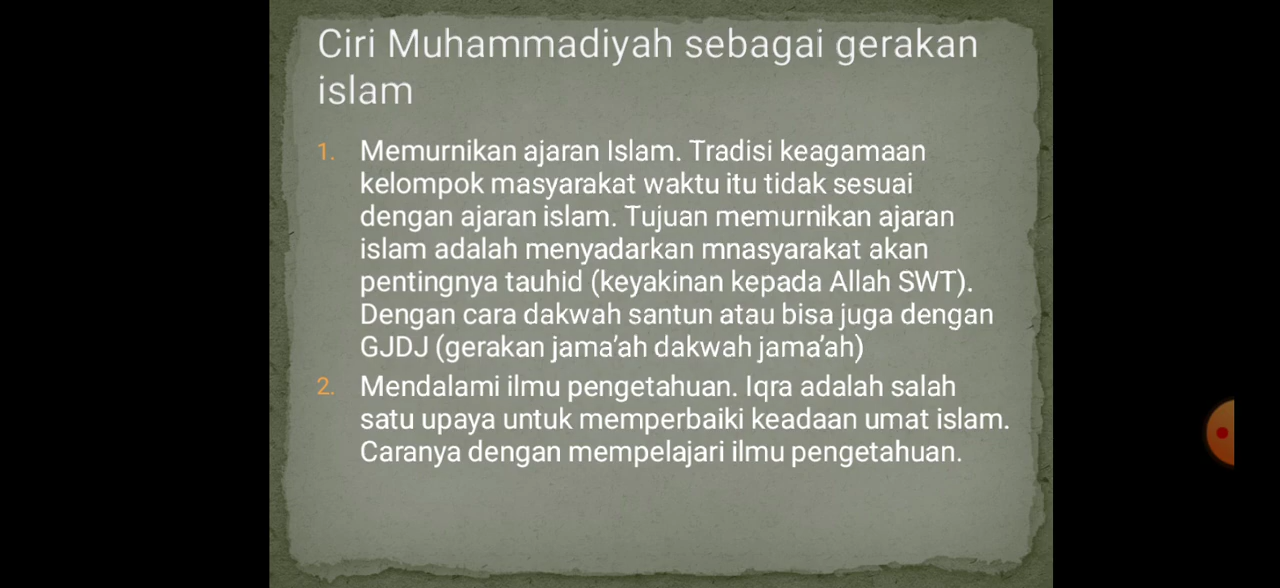 Ciri Muhammadiyah sebagai gerakan
islam
1. Memurnikan ajaran Islam. Tradisi keagamaan
kelompok masyarakat waktu itu tidak sesuai
dengan ajaran islam. Tujuan memurnikan ajaran
islam adalah menyadarkan mnasyarakat akan
pentingnya tauhid (keyakinan kepada Allah SWT).
Dengan cara dakwah santun atau bisa juga dengan
GJDJ (gerakan jama’ah dakwah jama’ah)
2. Mendalami ilmu pengetahuan. Iqra adalah salah
satu upaya untuk memperbaiki keadaan umat islam.
Caranya dengan mempelajari ilmu pengetahuan.